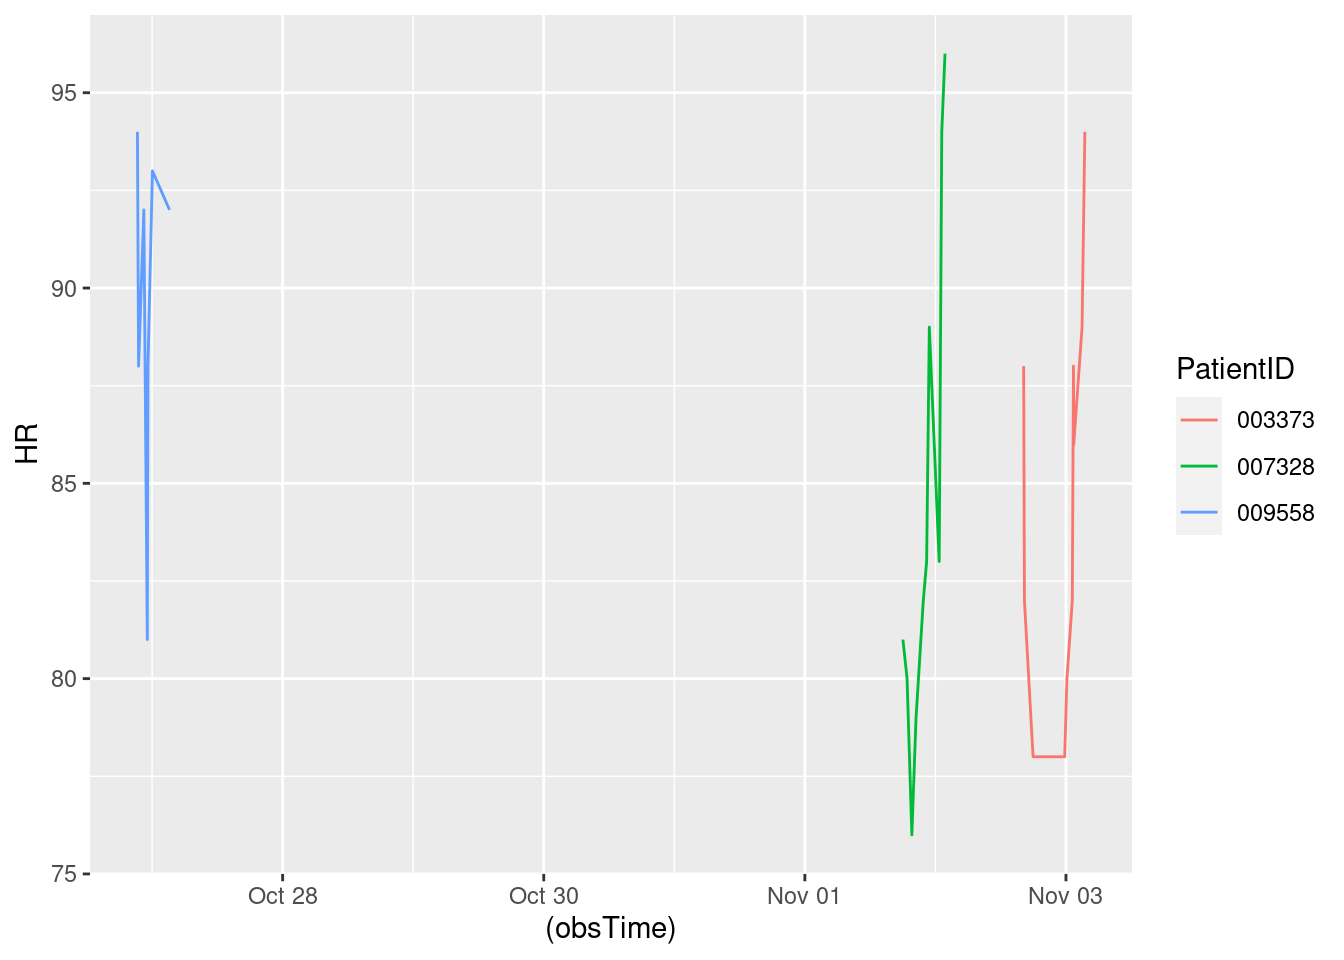 95
90
85
80
75
HR
Oct 28
Oct 30
Nov 01
Nov 03
(obsTime)
PatientID
003373
007328
009558